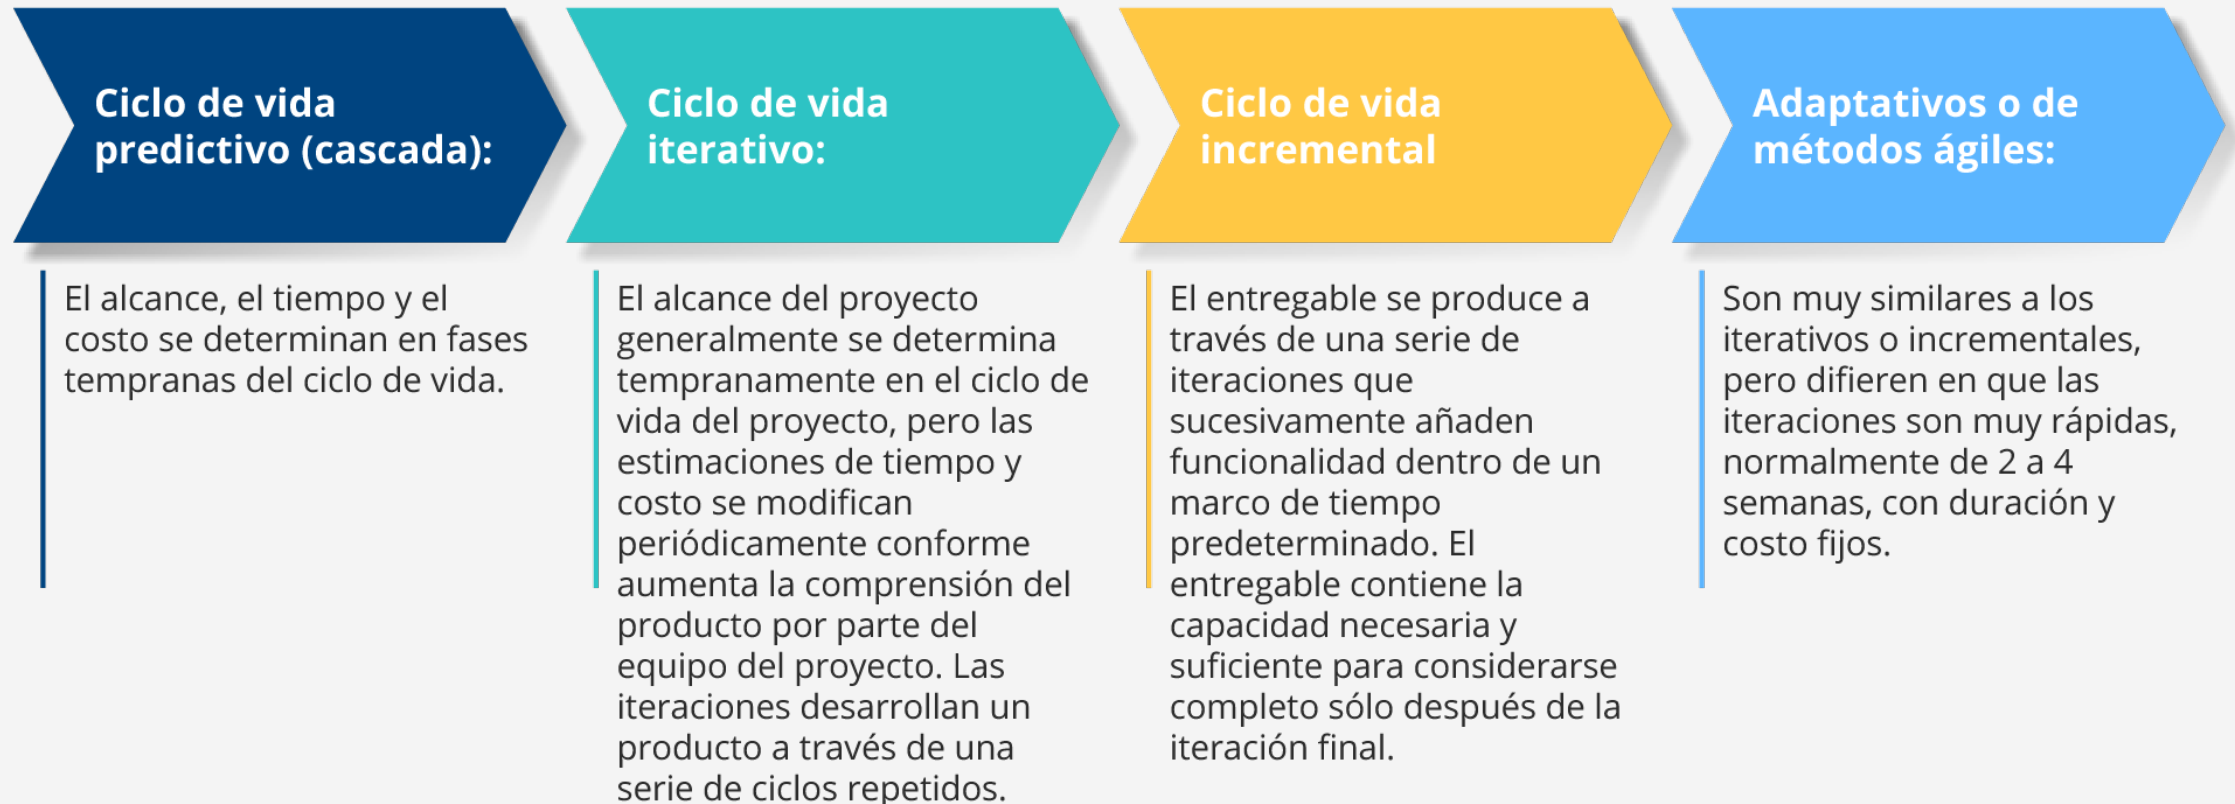 Ciclo de vida
predictivo (cascada):
El alcance, el tiempo y el
costo se determinan en fases
tempranas del ciclo de vida.
Ciclo de vida
iterativo:
El alcance del proyecto
generalmente se determina
tempranamente en el ciclo de
vida del proyecto, pero las
estimaciones de tiempo y
costo se modifican
periódicamente conforme
aumenta la comprensión del
producto por parte del
equipo del proyecto. Las
iteraciones desarrollan un
producto a través de una
serie de ciclos repetidos.
Ciclo de vida
incremental
El entregable se produce a
través de una serie de
iteraciones que
sucesivamente añaden
funcionalidad dentro de un
marco de tiempo
predeterminado. El
entregable contiene la
capacidad necesaria y
suficiente para considerarse
completo sólo después de la
iteración final.
Adaptativos o de
métodos ágiles:
Son muy similares a los
iterativos o incrementales,
pero difieren en que las
iteraciones son muy rápidas,
normalmente de 2 a 4
semanas, con duración y
costo fijos.